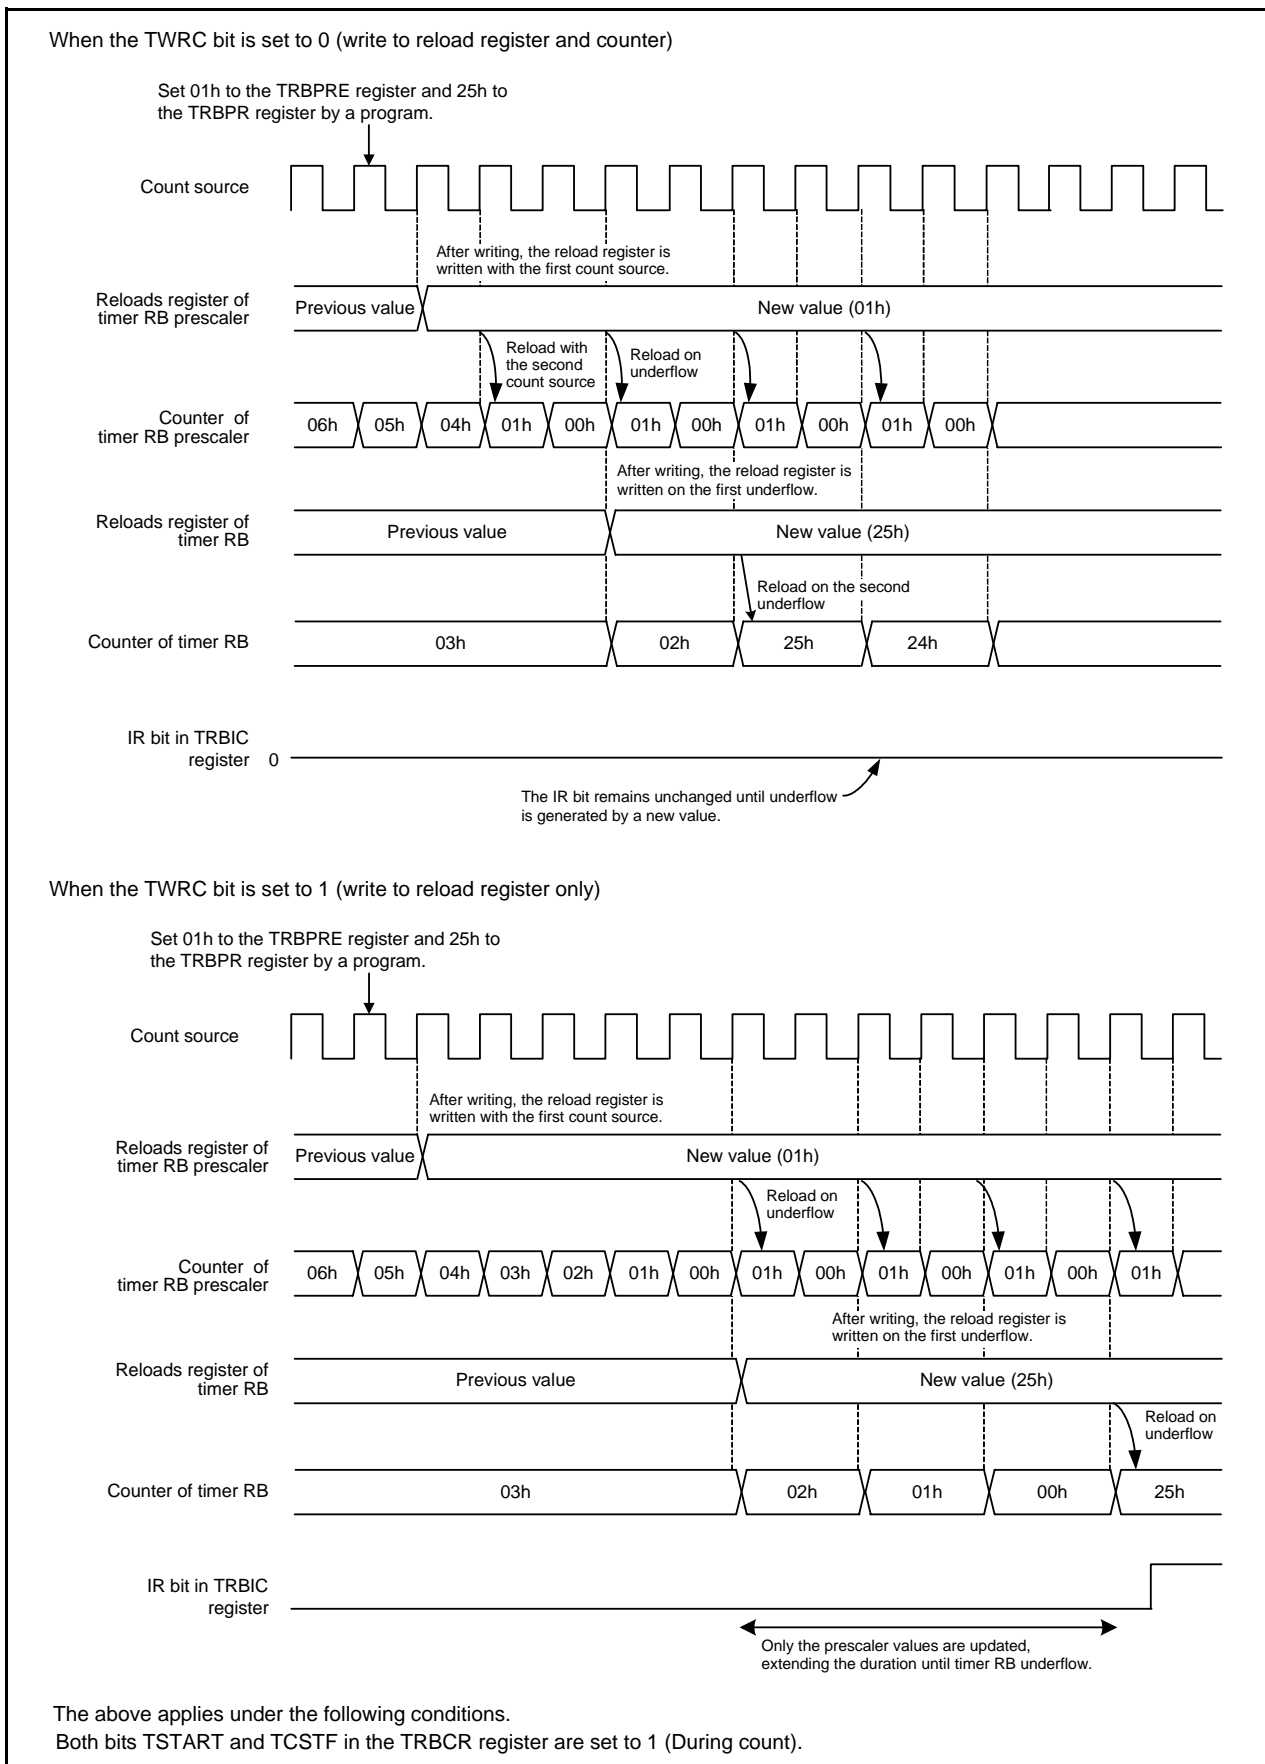 When the TWRC bit is set to 0 (write to reload register and counter)
Set 01h to the TRBPRE register and 25h to
the TRBPR register by a program.
Count source
After writing, the reload register is
written with the first count source.
Reloads register of
timer RB prescaler
Previous value
New value (01h)
Reload with
the second
count source
Reload on
underflow
Counter of
timer RB prescaler
06h 05h 04h 01h 00h 01h 00h 01h 00h 01h 00h
After writing, the reload register is
written on the first underflow.
Reloads register of
timer RB
Previous value
New value (25h)
Reload on the second
underflow
Counter of timer RB
03h 02h 25h 24h
IR bit in TRBIC
register 0
The IR bit remains unchanged until underflow
is generated by a new value.
When the TWRC bit is set to 1 (write to reload register only)
Set 01h to the TRBPRE register and 25h to
the TRBPR register by a program.
Count source
After writing, the reload register is
written with the first count source.
Reloads register of
timer RB prescaler
Previous value
New value (01h)
Reload on
underflow
Counter of
timer RB prescaler
06h 05h 04h 03h 02h 01h 00h 01h 00h 01h 00h 01h 00h 01h
After writing, the reload register is
written on the first underflow.
Reloads register of
timer RB
Previous value
New value (25h)
Reload on
underflow
Counter of timer RB
03h 02h 01h 00h 25h
IR bit in TRBIC
register
Only the prescaler values are updated,
extending the duration until timer RB underflow.
The above applies under the following conditions.
Both bits TSTART and TCSTF in the TRBCR register are set to 1 (During count).